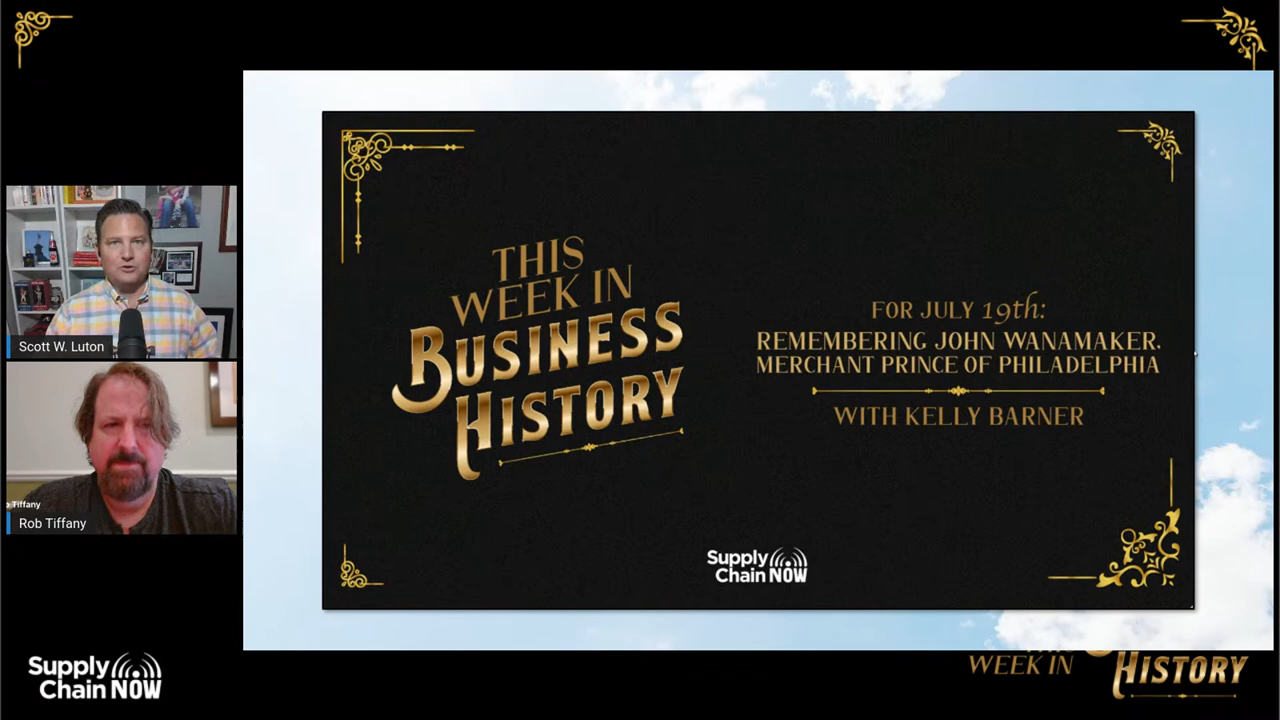 THIS
WEEK IN
BUSINESS
HISTORY
FOR JULY 19th:
REMEMBERING JOHN WANAMAKER,
MERCHANT PRINCE OF PHILADELPHIA
WITH KELLY BARNER
Supply
Chain NOW
Scott W. Luton
Tiffany
Rob Tiffany
Supply
Chain NOW
WEEK IN
HISTORY